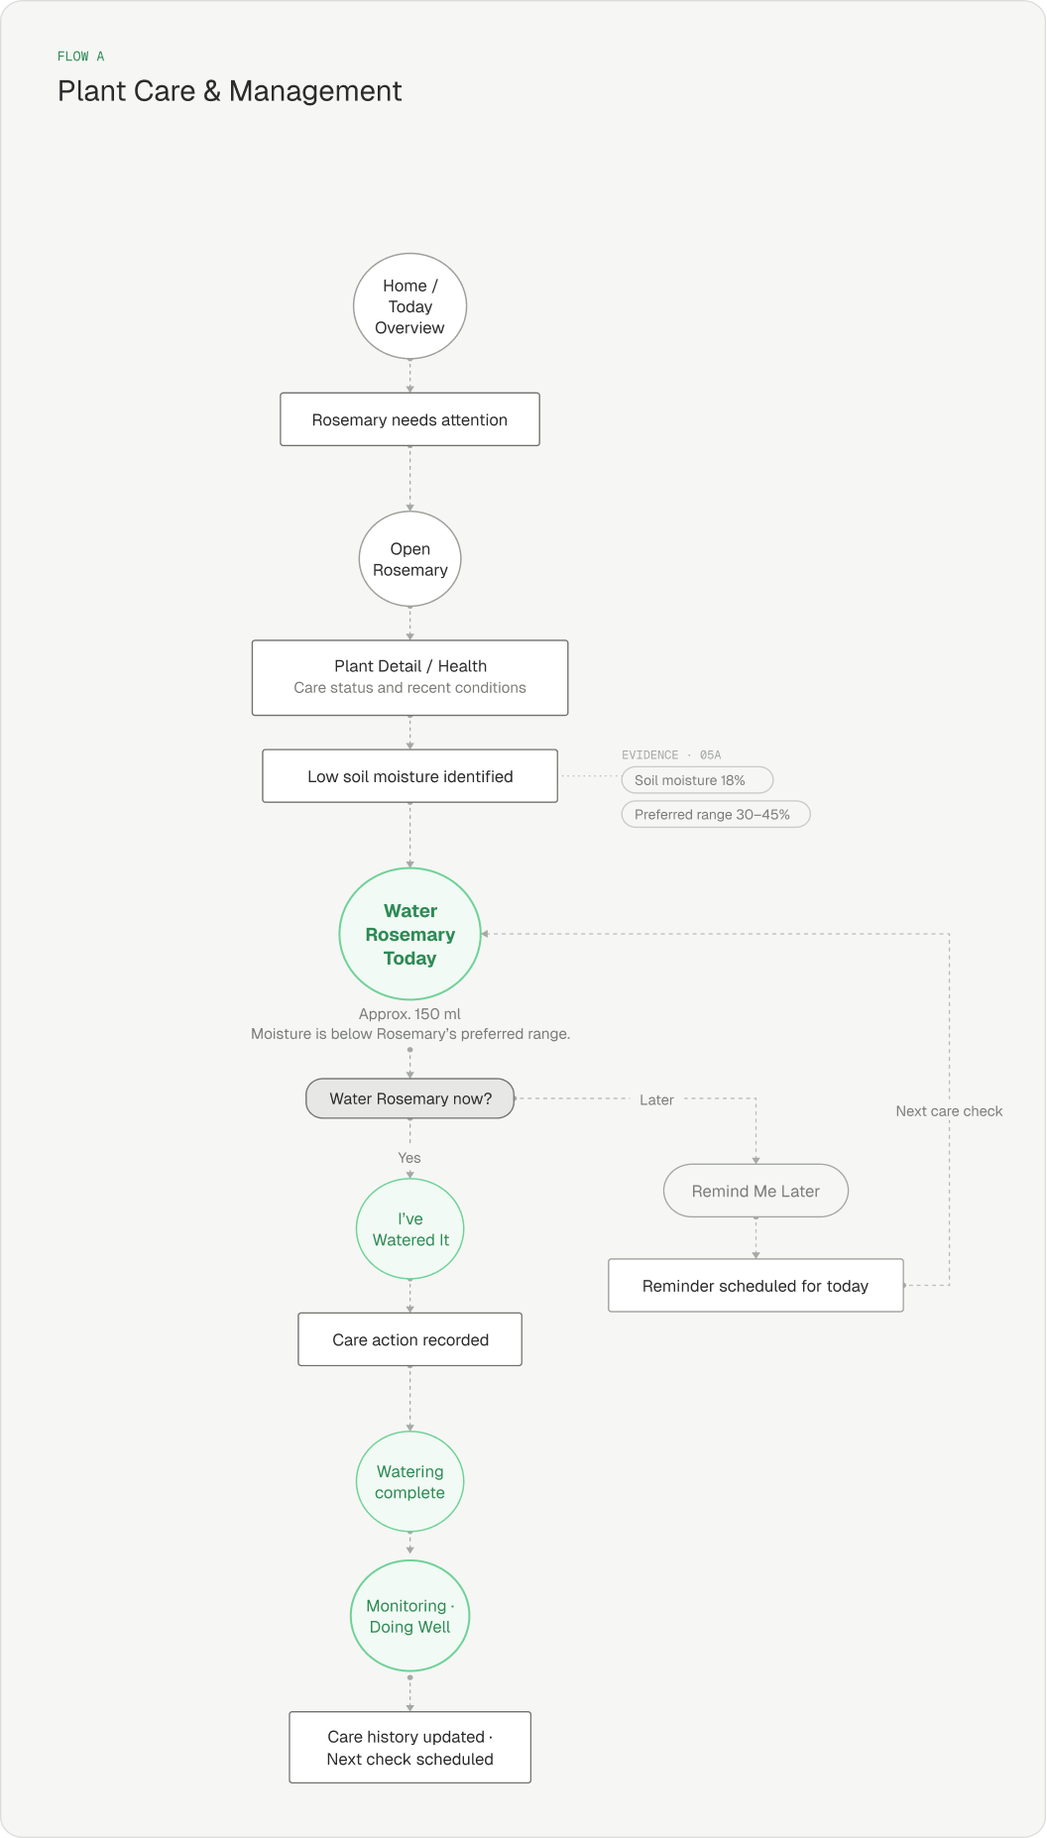 FLOW A
Plant Care & Management
Home /
Today
Overview
Rosemary needs attention
Open
Rosemary
Plant Detail / Health
Care status and recent conditions
Low soil moisture identified
EVIDENCE · 05A
Soil moisture 18%
Preferred range 30–45%
Water
Rosemary
Today
Approx. 150 ml
Moisture is below Rosemary’s preferred range.
Water Rosemary now?
Later
Next care check
Yes
Remind Me Later
I’ve
Watered It
Reminder scheduled for today
Care action recorded
Watering
complete
Monitoring ·
Doing Well
Care history updated ·
Next check scheduled